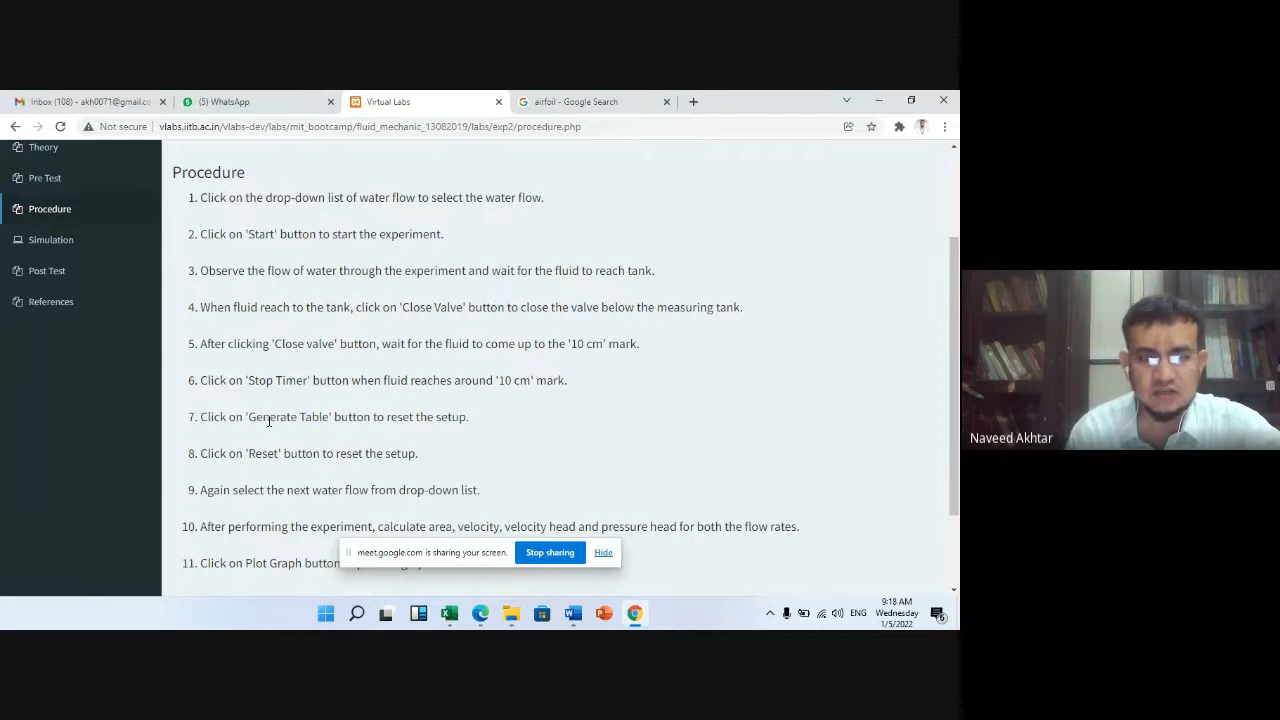 Inbox (108) - akh0071@gmail.co
(5) WhatsApp
Virtual Labs
airfoil - Google Search
Not secure
vlabs.iitb.ac.in/vlabs-dev/labs/mit_bootcamp/fluid_mechanic_13082019/labs/exp2/procedure.php
Theory
Pre Test
Procedure
Simulation
Post Test
References
Procedure
1. Click on the drop-down list of water flow to select the water flow.
2. Click on 'Start' button to start the experiment.
3. Observe the flow of water through the experiment and wait for the fluid to reach tank.
4. When fluid reach to the tank, click on 'Close Valve' button to close the valve below the measuring tank.
5. After clicking 'Close valve' button, wait for the fluid to come up to the '10 cm' mark.
6. Click on 'Stop Timer' button when fluid reaches around '10 cm' mark.
7. Click on 'Generate Table' button to reset the setup.
8. Click on 'Reset' button to reset the setup.
9. Again select the next water flow from drop-down list.
10. After performing the experiment, calculate area, velocity, velocity head and pressure head for both the flow rates.
11. Click on Plot Graph button
meet.google.com is sharing your screen.
Stop sharing
Hide
Naveed Akhtar
ENG
9:18 AM
Wednesday
1/5/2022
6